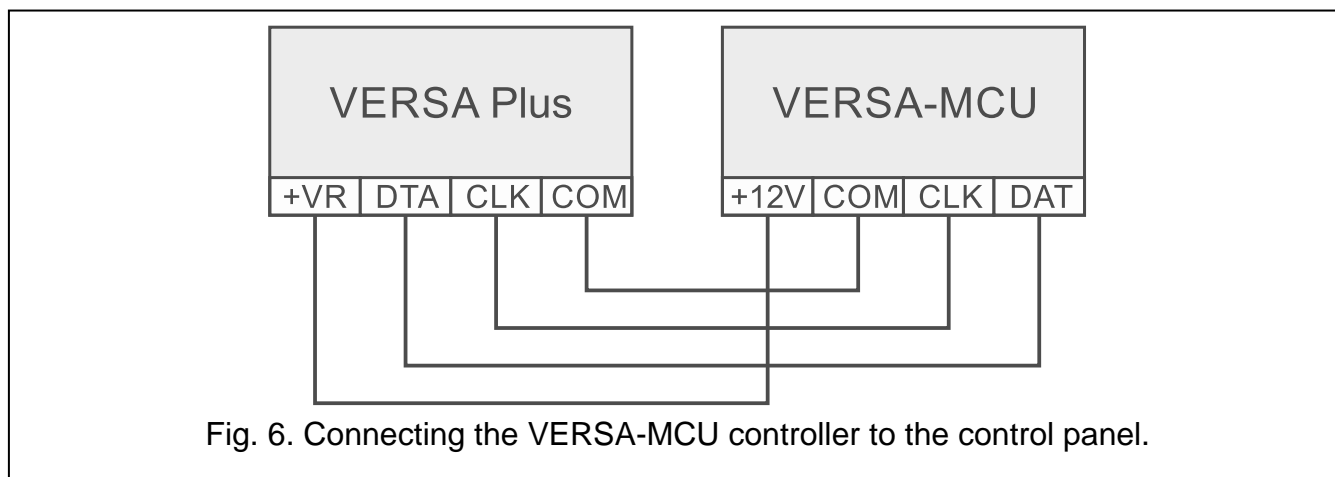 VERSA Plus VERSA-MCU
+VR DTA CLK COM +12V COM CLK DAT
Fig. 6. Connecting the VERSA-MCU controller to the control panel.